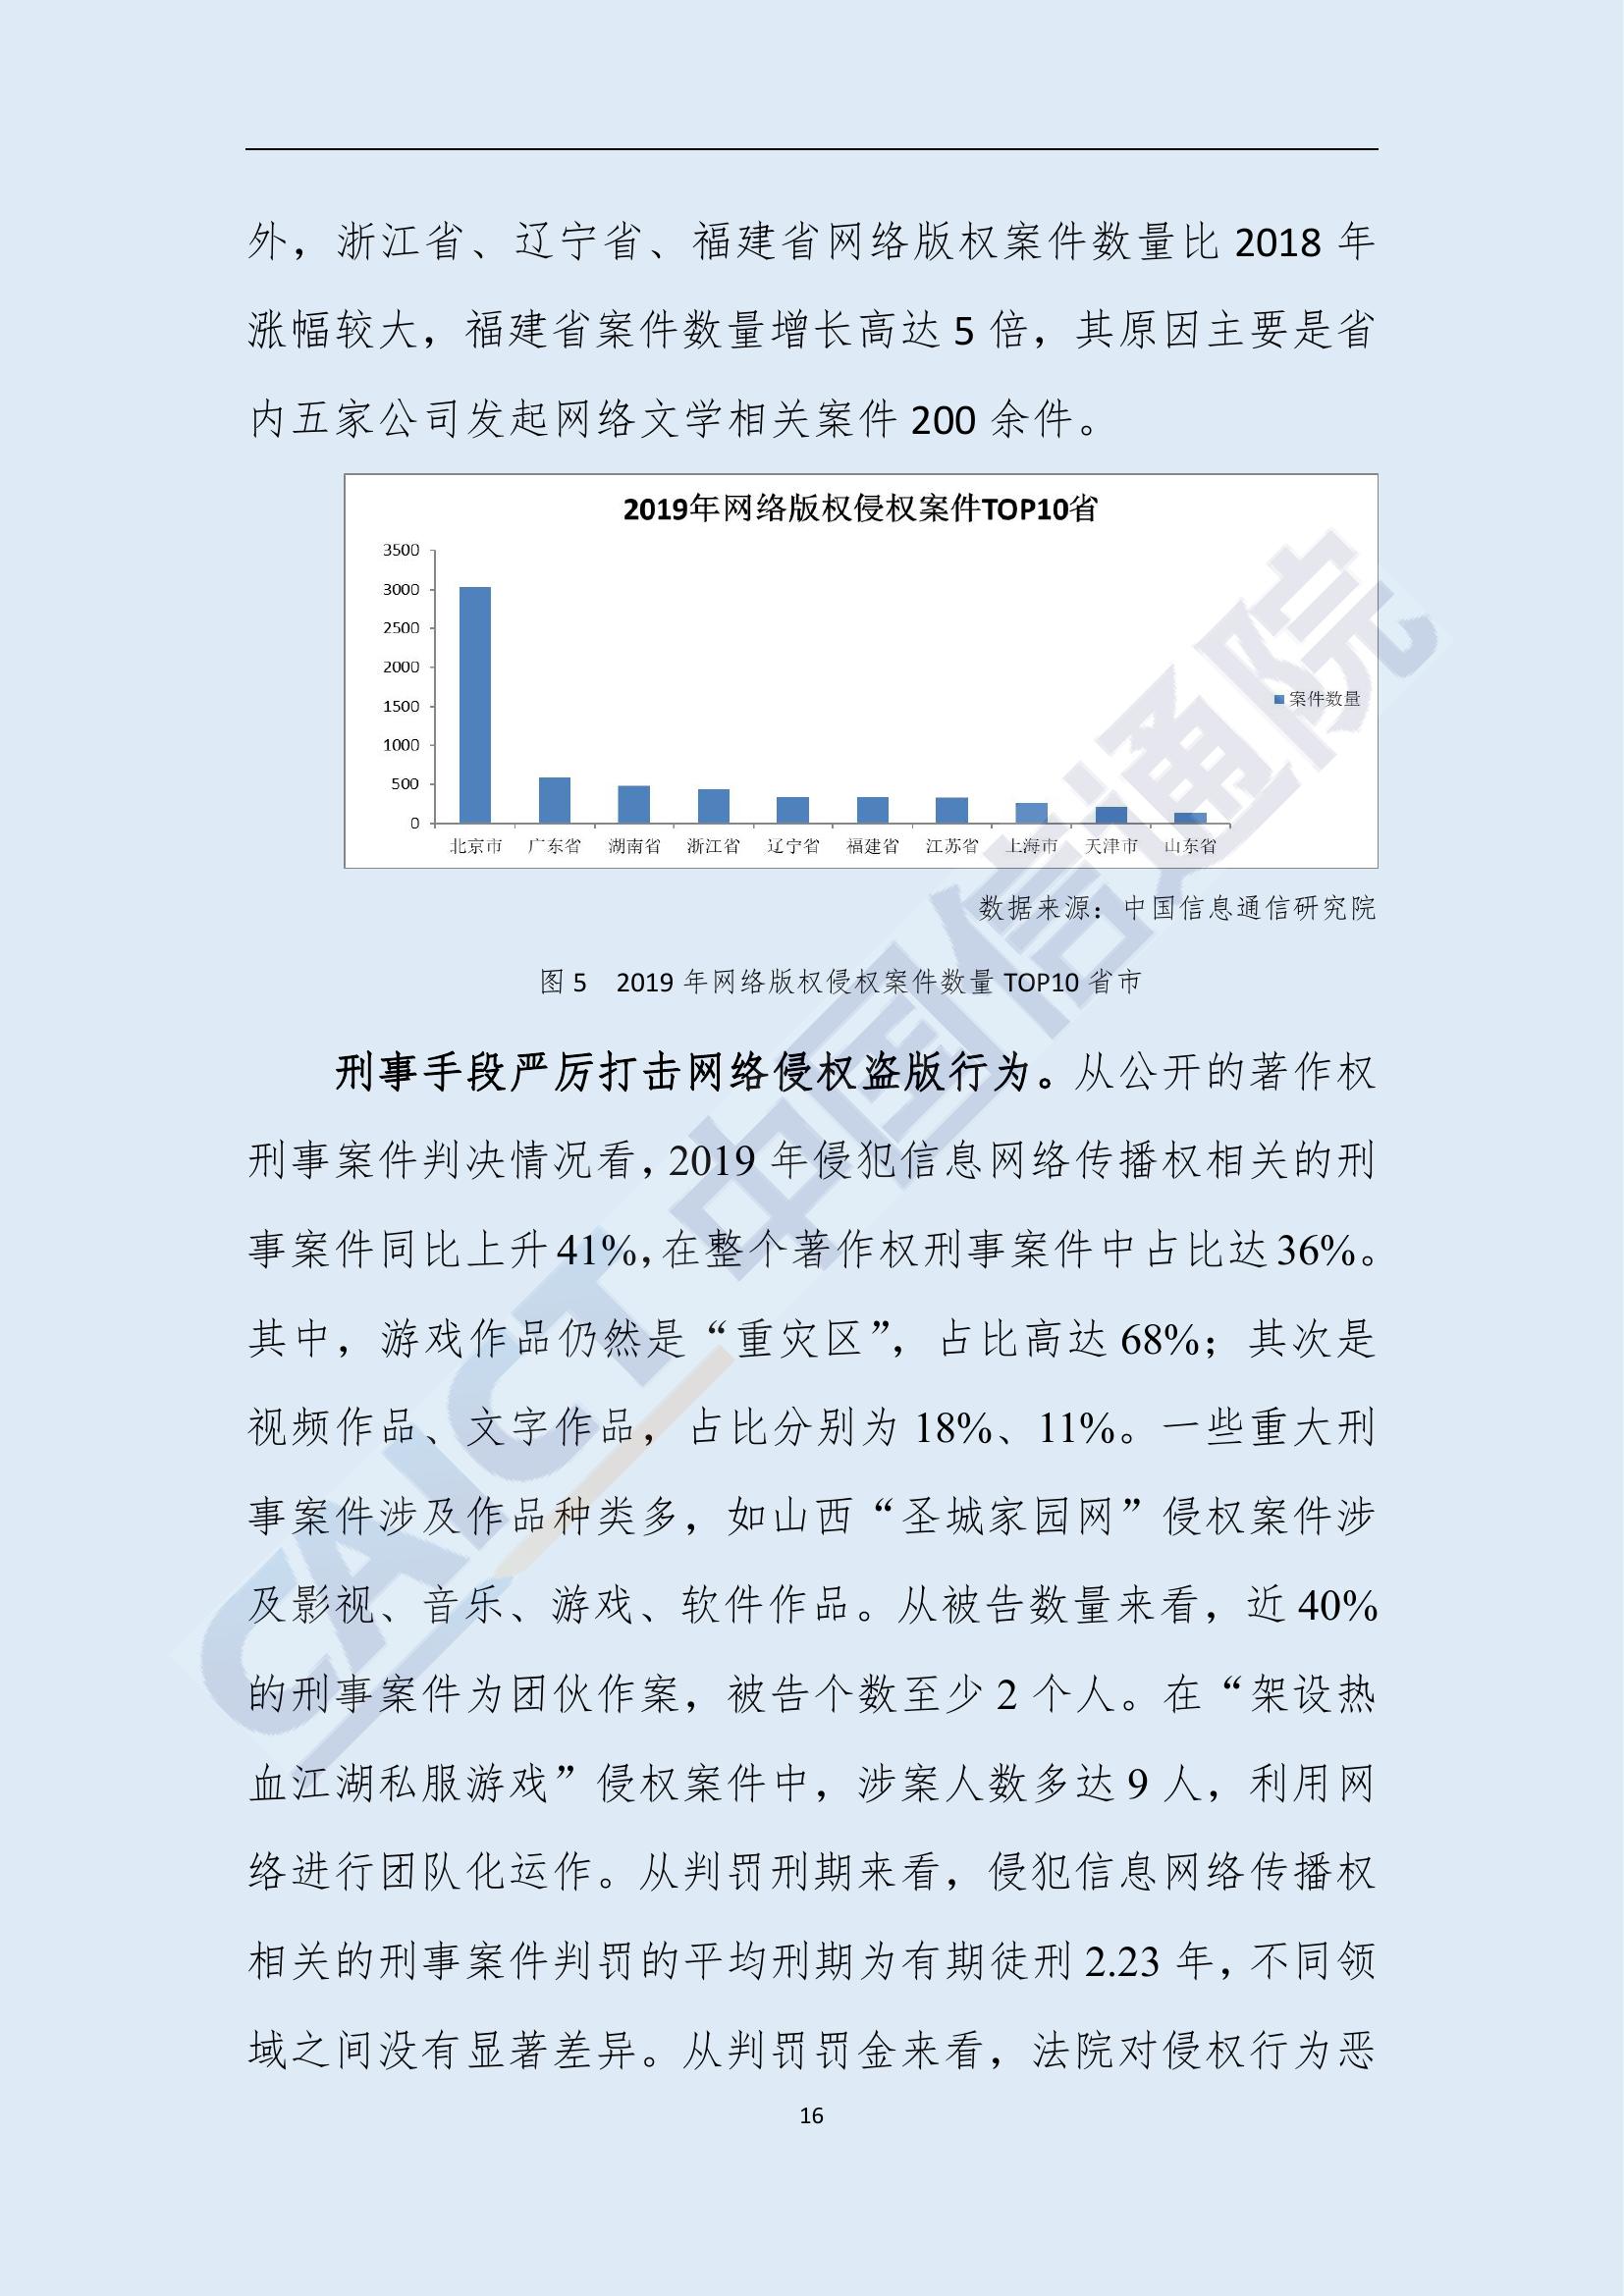 外，浙江省、辽宁省、福建省网络版权案件数量比 2018 年
涨幅较大，福建省案件数量增长高达 5 倍，其原因主要是省
内五家公司发起网络文学相关案件 200 余件。
2019年网络版权侵权案件TOP10省
3500
3000
2500
2000
1500
1000
500
0
北京市 广东省 湖南省 浙江省 辽宁省 福建省 江苏省 上海市 天津市 山东省
案件数量
数据来源：中国信息通信研究院
图 5 2019 年网络版权侵权案件数量 TOP10 省市
刑事手段严厉打击网络侵权盗版行为。从公开的著作权
刑事案件判决情况看，2019 年侵犯信息网络传播权相关的刑
事案件同比上升 41%，在整个著作权刑事案件中占比达 36%。
其中，游戏作品仍然是“重灾区”，占比高达 68%；其次是
视频作品、文字作品，占比分别为 18%、11%。一些重大刑
事案件涉及作品种类多，如山西“圣城家园网”侵权案件涉
及影视、音乐、游戏、软件作品。从被告数量来看，近 40%
的刑事案件为团伙作案，被告个数至少 2 个人。在“架设热
血江湖私服游戏”侵权案件中，涉案人数多达 9 人，利用网
络进行团队化运作。从判罚刑期来看，侵犯信息网络传播权
相关的刑事案件判罚的平均刑期为有期徒刑 2.23 年，不同领
域之间没有显著差异。从判罚罚金来看，法院对侵权行为恶
16
CAICT 中国信通院